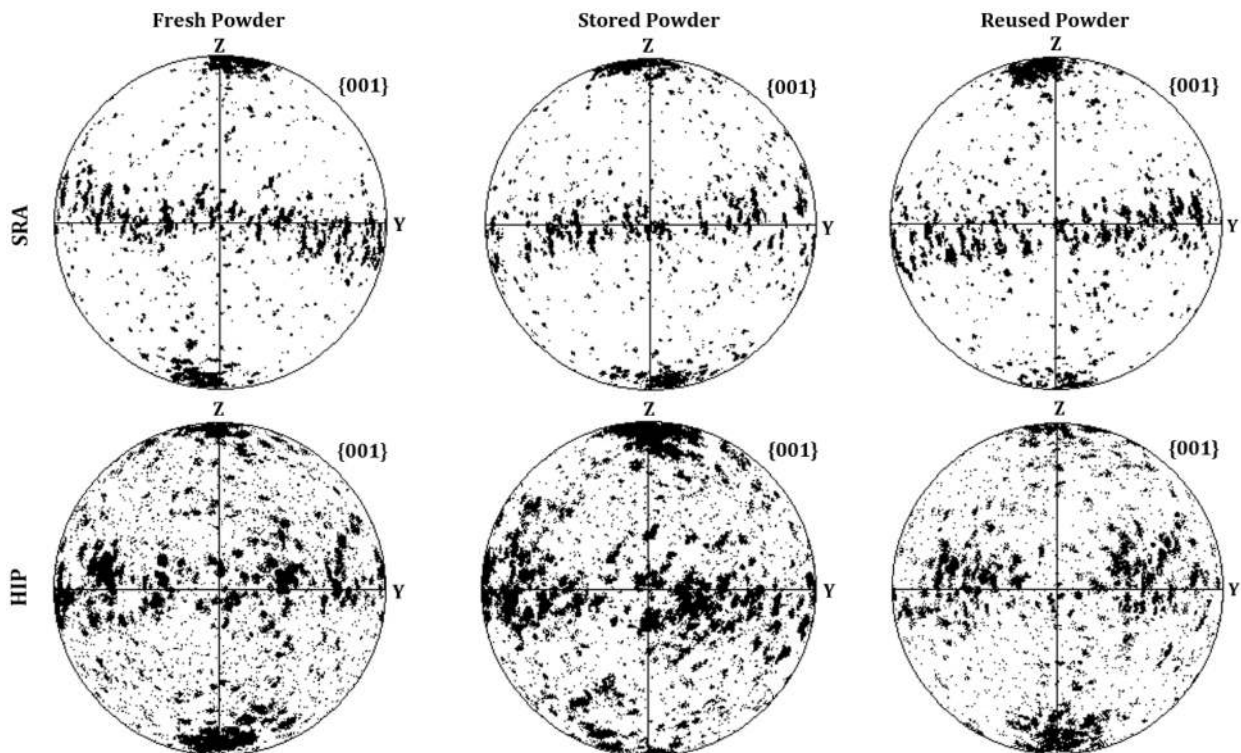 Fresh Powder Stored Powder Reused Powder
Z Z Z
{001} {001} {001}
SRA
Y Y Y
Z Z Z
{001} {001} {001}
HIP
Y Y Y